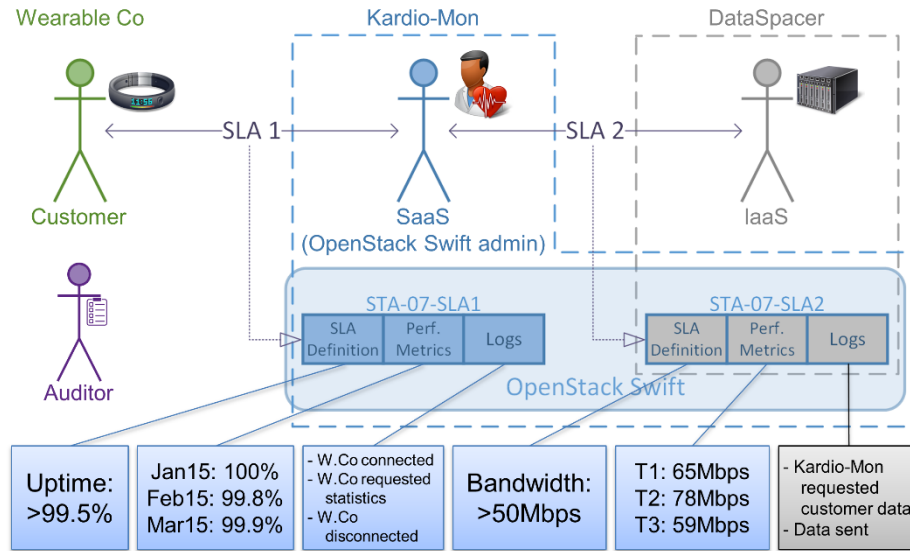 Wearable Co
Kardio-Mon
DataSpacer
11:56
SLA 1
SLA 2
Customer
SaaS
(OpenStack Swift admin)
IaaS
Auditor
STA-07-SLA1
SLA
Definition
Perf.
Metrics
Logs
STA-07-SLA2
SLA
Definition
Perf.
Metrics
Logs
OpenStack Swift
Uptime:
>99.5%
Jan15: 100%
Feb15: 99.8%
Mar15: 99.9%
- W.Co connected
- W.Co requested
statistics
- W.Co
disconnected
Bandwidth:
>50Mbps
T1: 65Mbps
T2: 78Mbps
T3: 59Mbps
- Kardio-Mon
requested
customer data
- Data sent